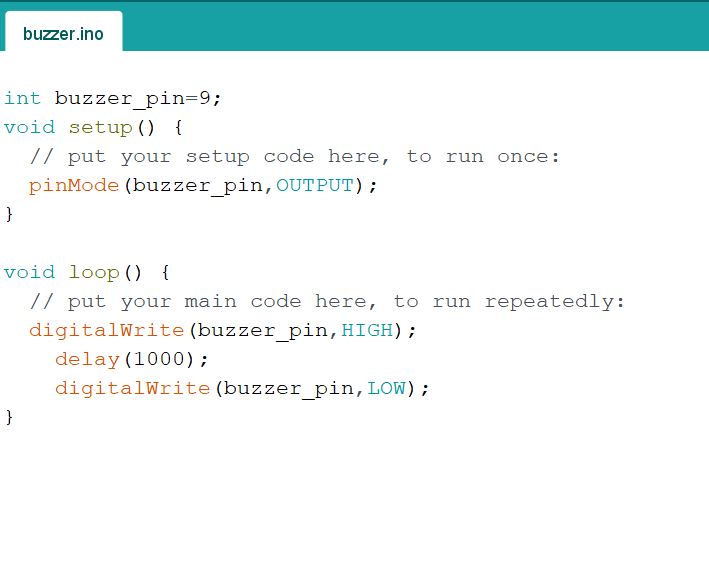 buzzer.ino
int buzzer_pin=9;
void setup() {
  // put your setup code here, to run once:
  pinMode(buzzer_pin,OUTPUT);
}

void loop() {
  // put your main code here, to run repeatedly:
  digitalWrite(buzzer_pin,HIGH);
    delay(1000);
    digitalWrite(buzzer_pin,LOW);
}